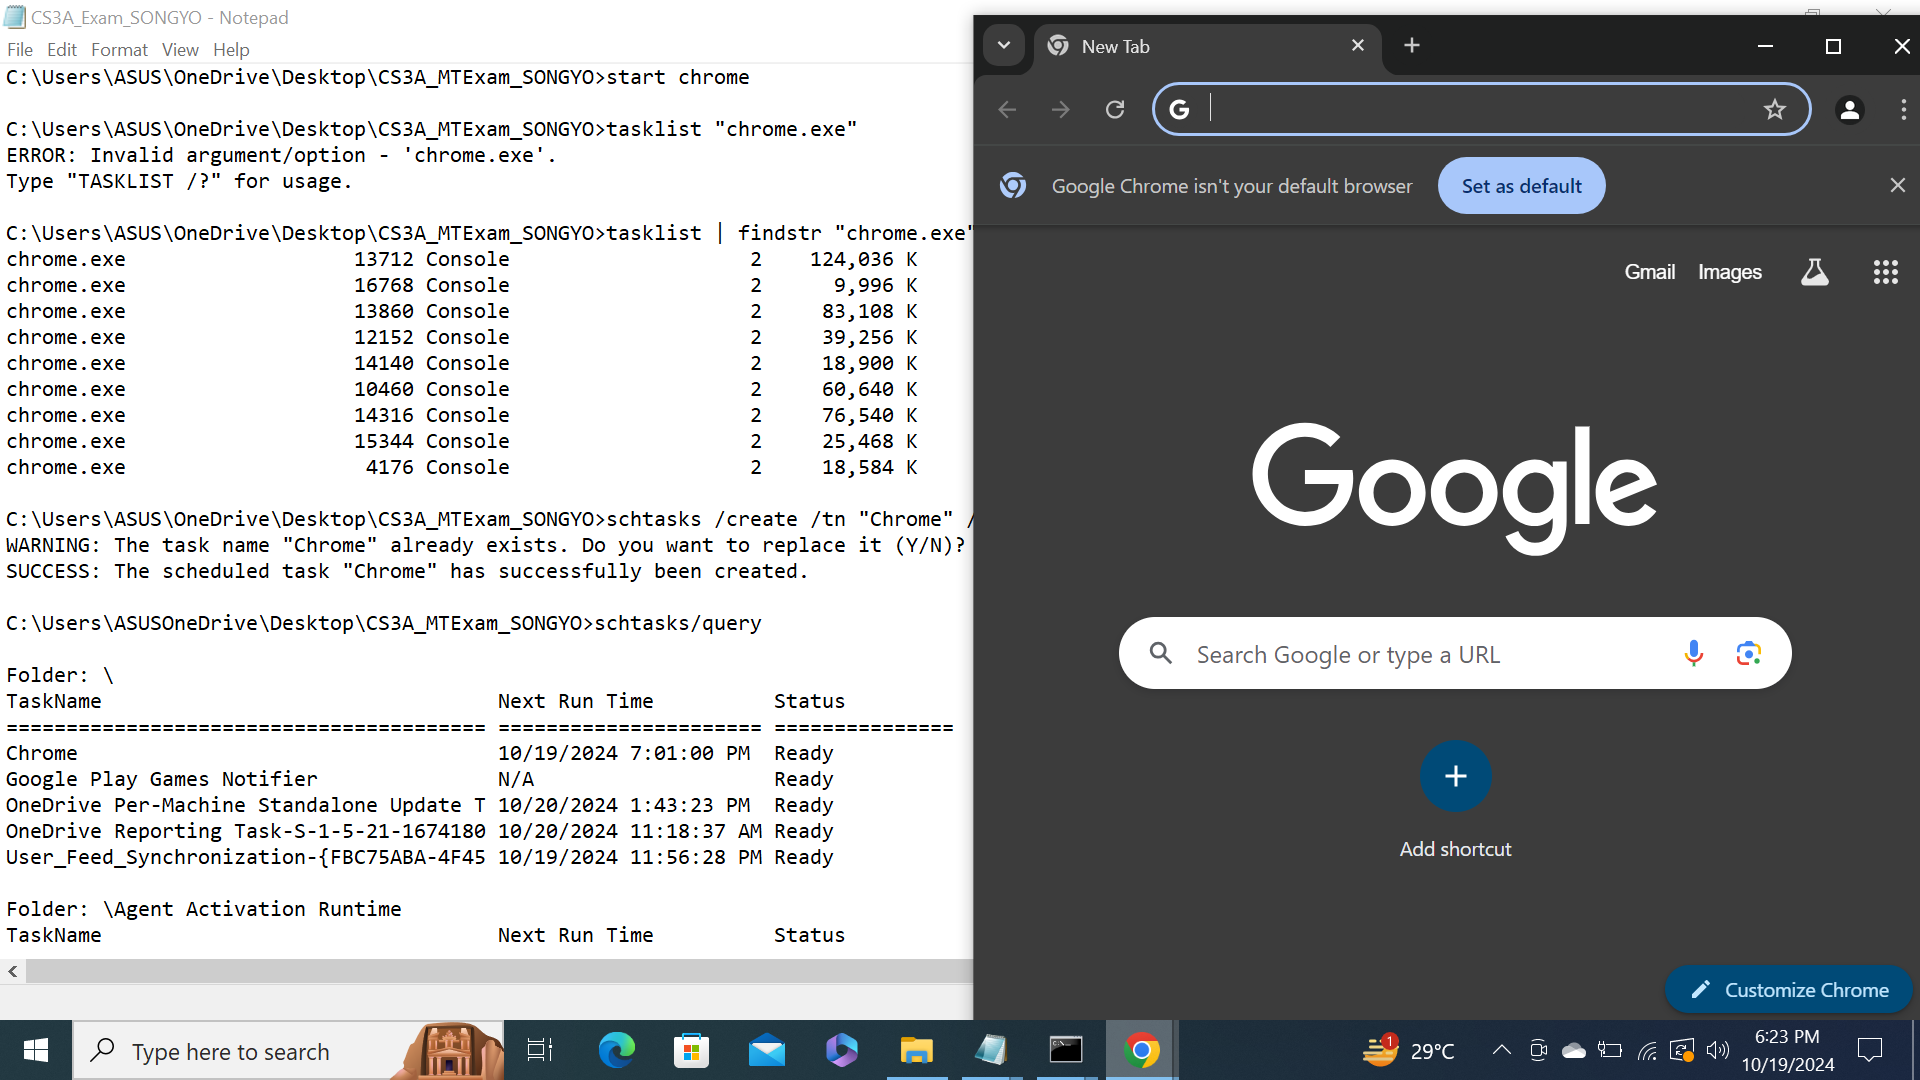 CS3A_Exam_SONGYO - Notepad
File Edit Format View Help
C:\Users\ASUS\OneDrive\Desktop\CS3A_MTExam_SONGYO>start chrome
C:\Users\ASUS\OneDrive\Desktop\CS3A_MTExam_SONGYO>tasklist "chrome.exe"
ERROR: Invalid argument/option - 'chrome.exe'.
Type "TASKLIST /?" for usage.
C:\Users\ASUS\OneDrive\Desktop\CS3A_MTExam_SONGYO>tasklist | findstr "chrome.exe"
chrome.exe 13712 Console 2 124,036 K
chrome.exe 16768 Console 2 9,996 K
chrome.exe 13860 Console 2 83,108 K
chrome.exe 12152 Console 2 39,256 K
chrome.exe 14140 Console 2 18,900 K
chrome.exe 10460 Console 2 60,640 K
chrome.exe 14316 Console 2 76,540 K
chrome.exe 15344 Console 2 25,468 K
chrome.exe 4176 Console 2 18,584 K
C:\Users\ASUS\OneDrive\Desktop\CS3A_MTExam_SONGYO>schtasks /create /tn "Chrome" /
WARNING: The task name "Chrome" already exists. Do you want to replace it (Y/N)?
SUCCESS: The scheduled task "Chrome" has successfully been created.
C:\Users\ASUSOneDrive\Desktop\CS3A_MTExam_SONGYO>schtasks/query
Folder: \
TaskName Next Run Time Status
======================================== ====================== ===============
Chrome 10/19/2024 7:01:00 PM Ready
Google Play Games Notifier N/A Ready
OneDrive Per-Machine Standalone Update T 10/20/2024 1:43:23 PM Ready
OneDrive Reporting Task-S-1-5-21-1674180 10/20/2024 11:18:37 AM Ready
User_Feed_Synchronization-{FBC75ABA-4F45 10/19/2024 11:56:28 PM Ready
Folder: \Agent Activation Runtime
TaskName Next Run Time Status
New Tab
Google Chrome isn't your default browser Set as default
Gmail Images
Google
Search Google or type a URL
Add shortcut
Customize Chrome
Type here to search
1
29°C
6:23 PM
10/19/2024